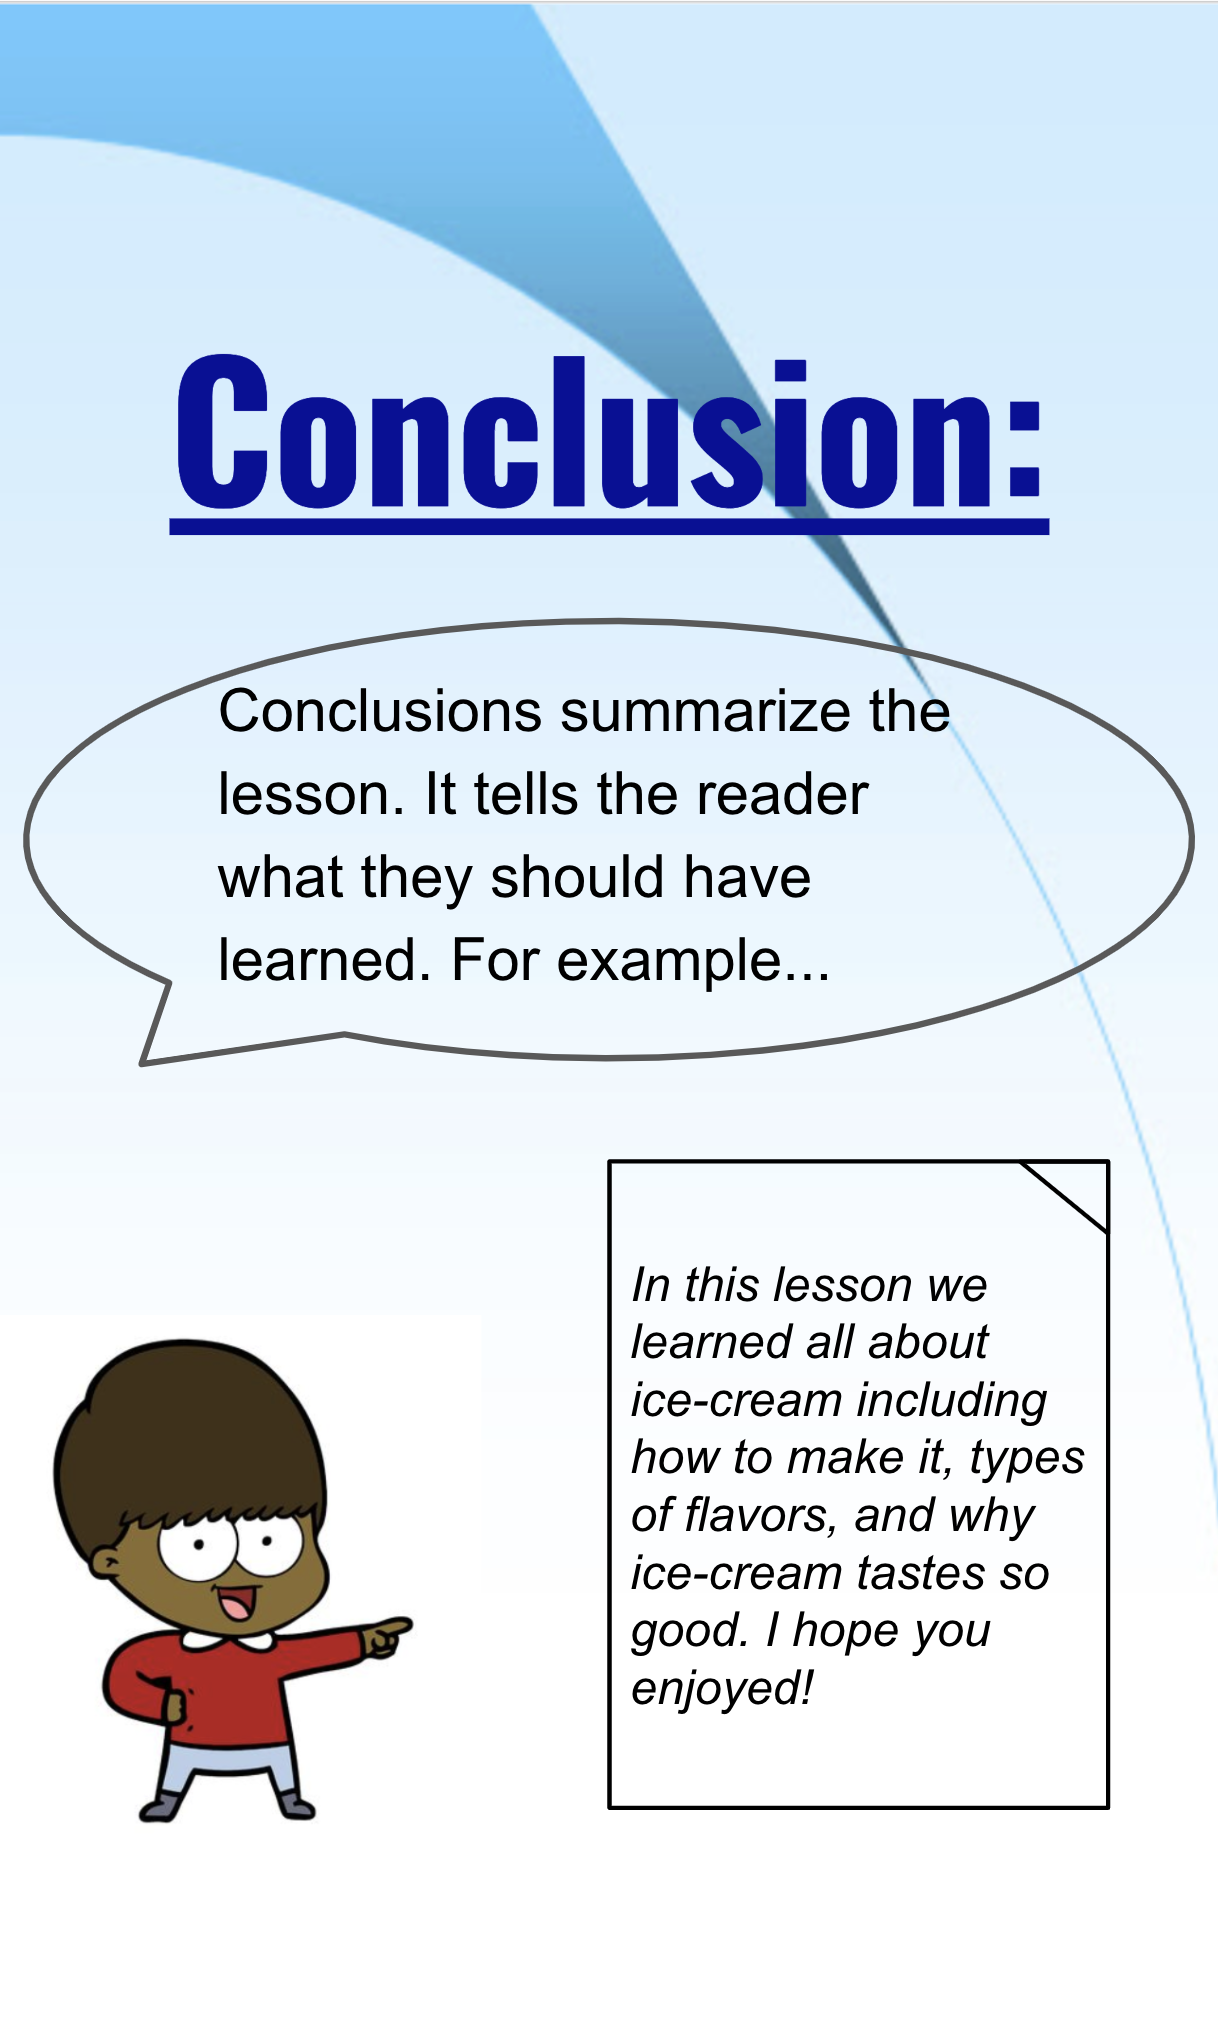 Conclusion:
Conclusions summarize the
lesson. It tells the reader
what they should have
learned. For example...
In this lesson we
learned all about
ice-cream including
how to make it, types
of flavors, and why
ice-cream tastes so
good. I hope you
enjoyed!